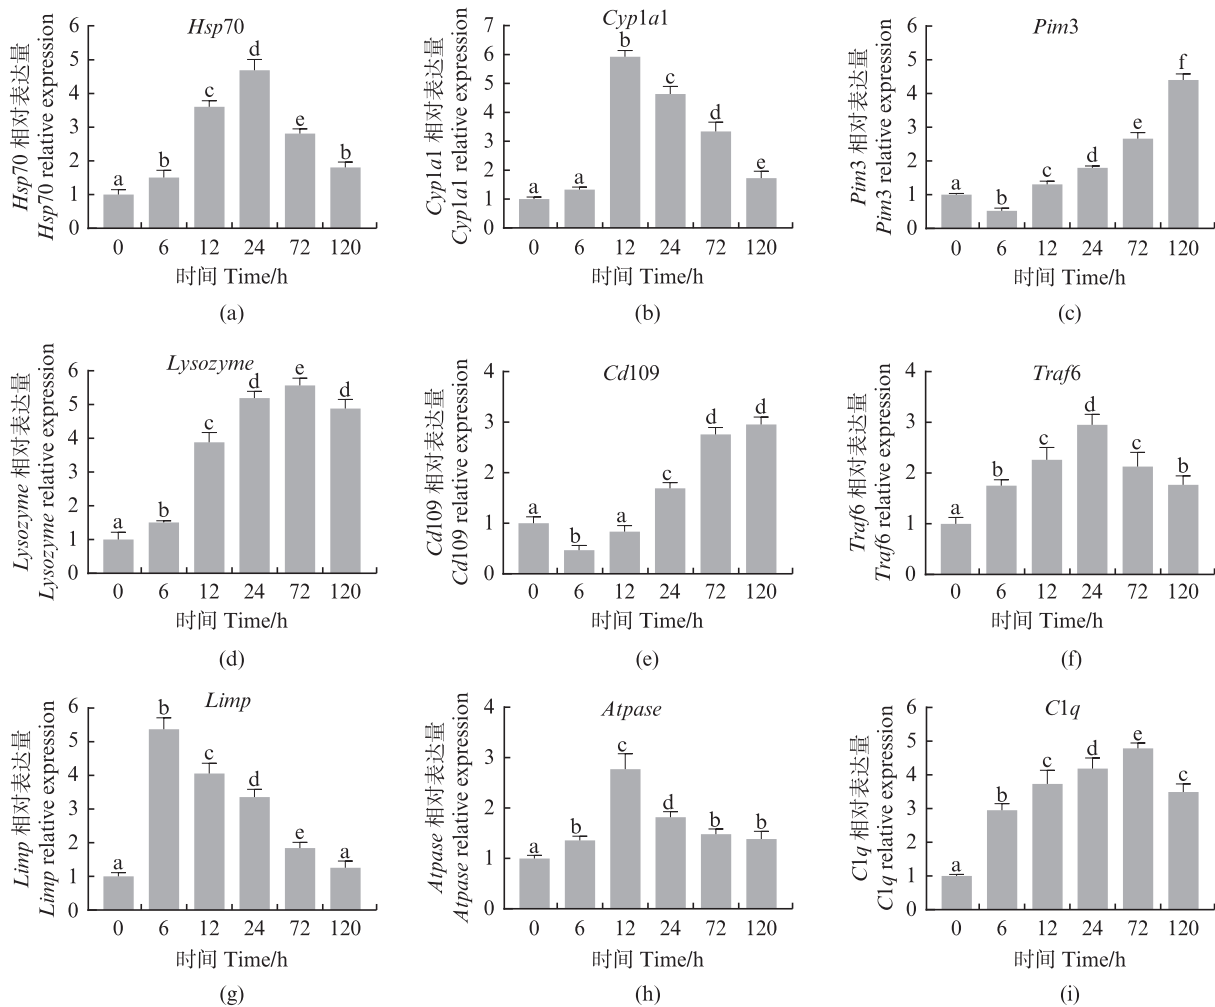 Hsp70
Hsp70 相对表达量
Hsp70 relative expression
6
5
4
3
2
1
0
a
b
c
d
e
b
0 6 12 24 72 120
时间 Time/h
(a)
Cyp1a1
Cyp1a1 相对表达量
Cyp1a1 relative expression
7
6
5
4
3
2
1
0
a
a
b
c
d
e
0 6 12 24 72 120
时间 Time/h
(b)
Pim3
Pim3 相对表达量
Pim3 relative expression
6
5
4
3
2
1
0
a
b
c
d
e
f
0 6 12 24 72 120
时间 Time/h
(c)
Lysozyme
Lysozyme 相对表达量
Lysozyme relative expression
6
5
4
3
2
1
0
a
b
c
d
e
d
0 6 12 24 72 120
时间 Time/h
(d)
Cd109
Cd109 相对表达量
Cd109 relative expression
4
3
2
1
0
a
b
a
c
d
d
0 6 12 24 72 120
时间 Time/h
(e)
Traf6
Traf6 相对表达量
Traf6 relative expression
4
3
2
1
0
a
b
c
d
c
b
0 6 12 24 72 120
时间 Time/h
(f)
Limp
Limp 相对表达量
Limp relative expression
6
5
4
3
2
1
0
a
b
c
d
e
a
0 6 12 24 72 120
时间 Time/h
(g)
Atpase
Atpase 相对表达量
Atpase relative expression
4
3
2
1
0
a
b
c
d
b
b
0 6 12 24 72 120
时间 Time/h
(h)
C1q
C1q 相对表达量
C1q relative expression
6
5
4
3
2
1
0
a
b
c
d
e
c
0 6 12 24 72 120
时间 Time/h
(i)